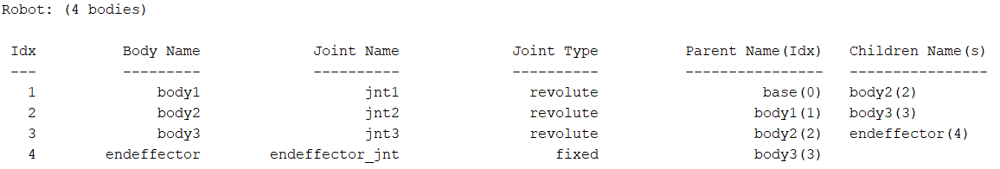 Robot: (4 bodies)
Idx Body Name Joint Name Joint Type Parent Name(Idx) Children Name(s)
--- --------- ---------- ---------- ---------------- ----------------
1 body1 jnt1 revolute base(0) body2(2)
2 body2 jnt2 revolute body1(1) body3(3)
3 body3 jnt3 revolute body2(2) endeffector(4)
4 endeffector endeffector_jnt fixed body3(3)